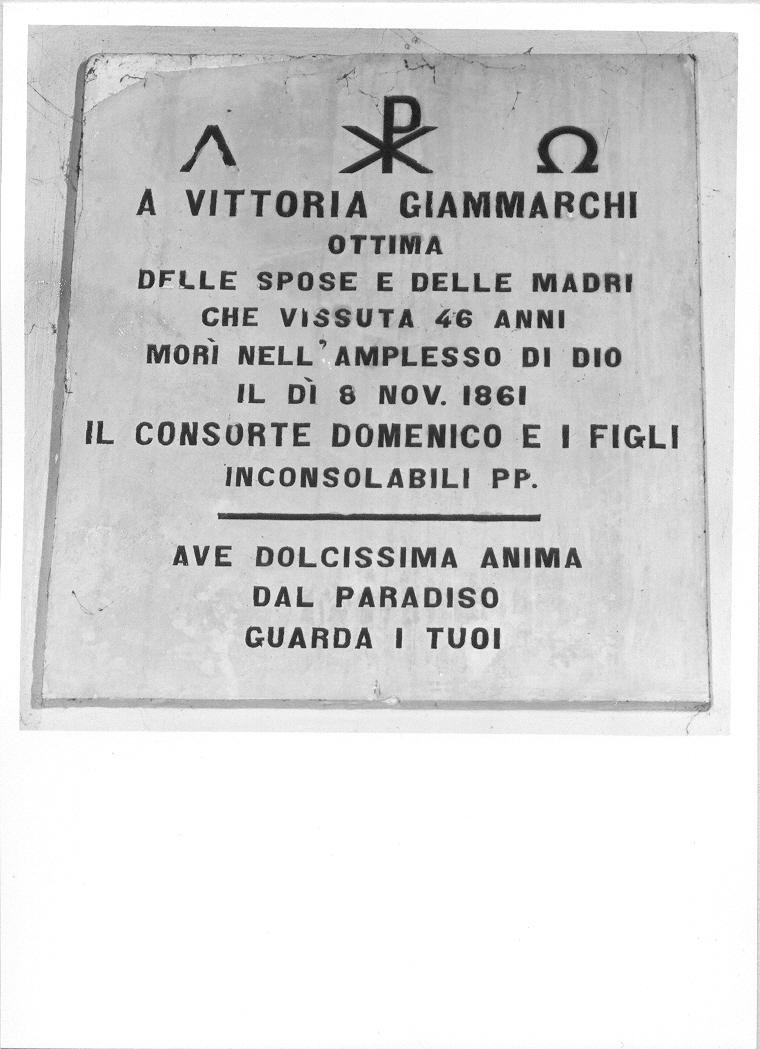 Λ ☧ Ω
A VITTORIA GIAMMARCHI
OTTIMA
DELLE SPOSE E DELLE MADRI
CHE VISSUTA 46 ANNI
MORÌ NELL'AMPLESSO DI DIO
IL DÌ 8 NOV. 1861
IL CONSORTE DOMENICO E I FIGLI
INCONSOLABILI PP.
AVE DOLCISSIMA ANIMA
DAL PARADISO
GUARDA I TUOI